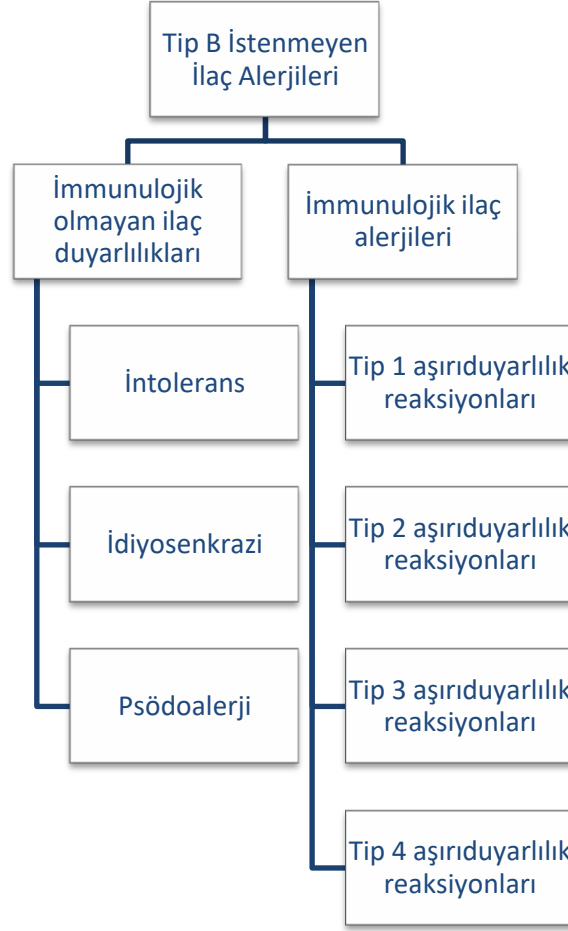 Tip B İstenmeyen
İlaç Alerjileri
İmmunulojik
olmayan ilaç
duyarlılıkları
İntolerans
İdiyosenkrazi
Psödoalerji
İmmunulojik ilaç
alerjileri
Tip 1 aşırıduyarlılık
reaksiyonları
Tip 2 aşırıduyarlılık
reaksiyonları
Tip 3 aşırıduyarlılık
reaksiyonları
Tip 4 aşırıduyarlılık
reaksiyonları